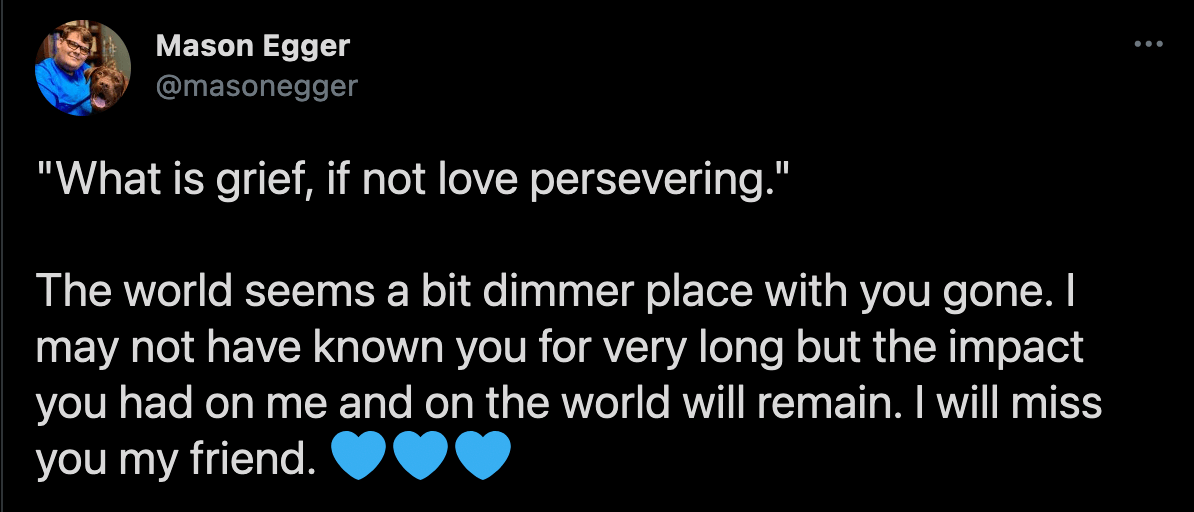 Mason Egger
@masonegger
"What is grief, if not love persevering."
The world seems a bit dimmer place with you gone. I
may not have known you for very long but the impact
you had on me and on the world will remain. I will miss
you my friend. 💙💙💙